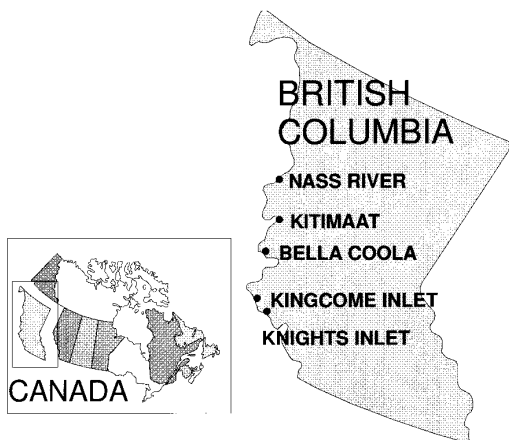 BRITISH
COLUMBIA
NASS RIVER
KITIMAAT
BELLA COOLA
KINGCOME INLET
KNIGHTS INLET
CANADA